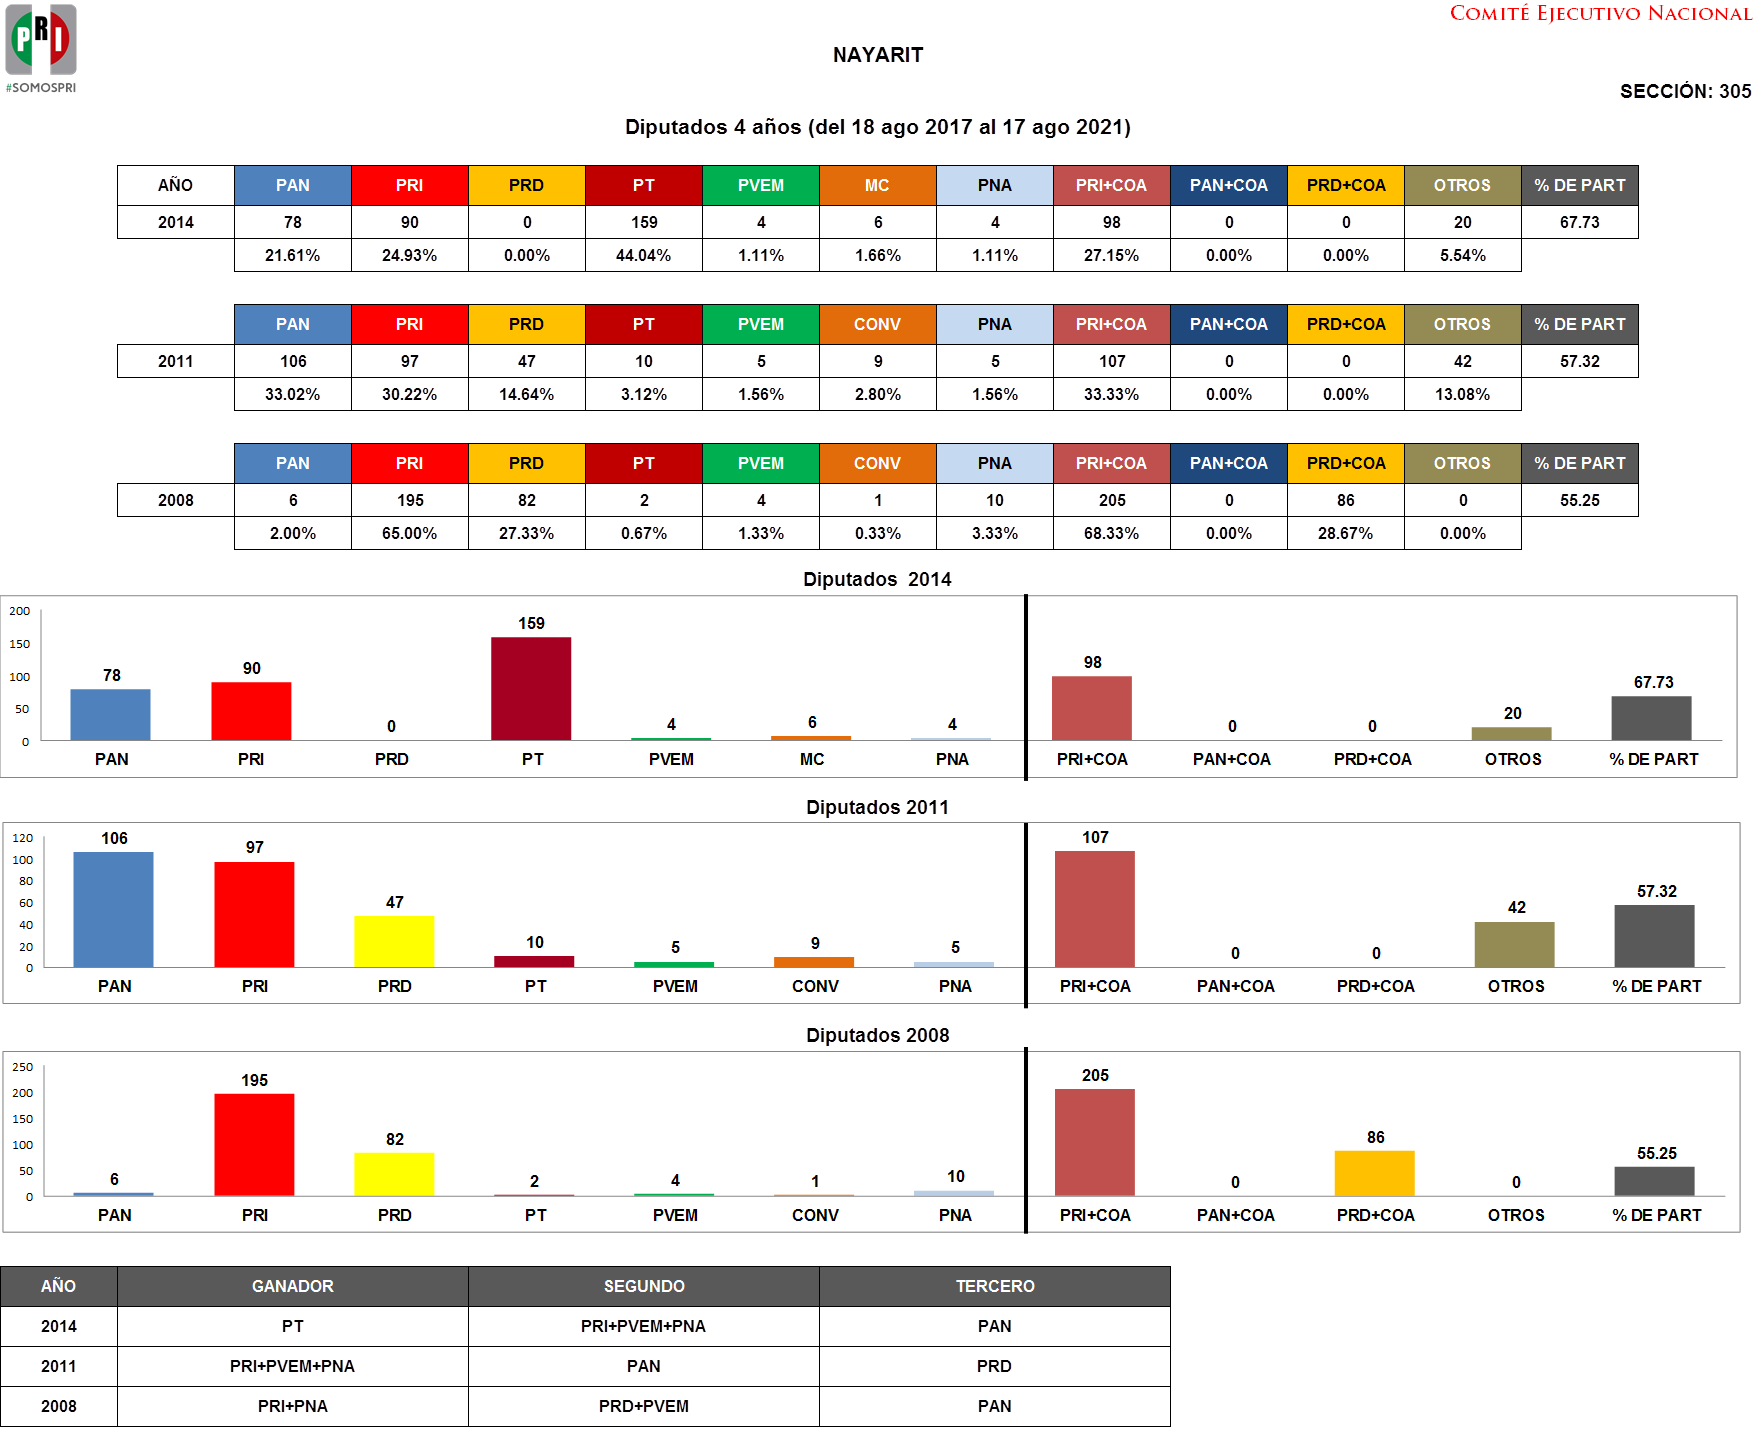 PRI
#SOMOSPRI
COMITÉ EJECUTIVO NACIONAL
NAYARIT
SECCIÓN: 305
Diputados 4 años (del 18 ago 2017 al 17 ago 2021)
AÑO PAN PRI PRD PT PVEM MC PNA PRI+COA PAN+COA PRD+COA OTROS % DE PART
2014 78 90 0 159 4 6 4 98 0 0 20 67.73
21.61% 24.93% 0.00% 44.04% 1.11% 1.66% 1.11% 27.15% 0.00% 0.00% 5.54%
PAN PRI PRD PT PVEM CONV PNA PRI+COA PAN+COA PRD+COA OTROS % DE PART
2011 106 97 47 10 5 9 5 107 0 0 42 57.32
33.02% 30.22% 14.64% 3.12% 1.56% 2.80% 1.56% 33.33% 0.00% 0.00% 13.08%
PAN PRI PRD PT PVEM CONV PNA PRI+COA PAN+COA PRD+COA OTROS % DE PART
2008 6 195 82 2 4 1 10 205 0 86 0 55.25
2.00% 65.00% 27.33% 0.67% 1.33% 0.33% 3.33% 68.33% 0.00% 28.67% 0.00%
Diputados 2014
200
150
100
50
0
78 90 0 159 4 6 4 98 0 0 20 67.73
PAN PRI PRD PT PVEM MC PNA PRI+COA PAN+COA PRD+COA OTROS % DE PART
Diputados 2011
120
100
80
60
40
20
0
106 97 47 10 5 9 5 107 0 0 42 57.32
PAN PRI PRD PT PVEM CONV PNA PRI+COA PAN+COA PRD+COA OTROS % DE PART
Diputados 2008
250
200
150
100
50
0
6 195 82 2 4 1 10 205 0 86 0 55.25
PAN PRI PRD PT PVEM CONV PNA PRI+COA PAN+COA PRD+COA OTROS % DE PART
AÑO GANADOR SEGUNDO TERCERO
2014 PT PRI+PVEM+PNA PAN
2011 PRI+PVEM+PNA PAN PRD
2008 PRI+PNA PRD+PVEM PAN